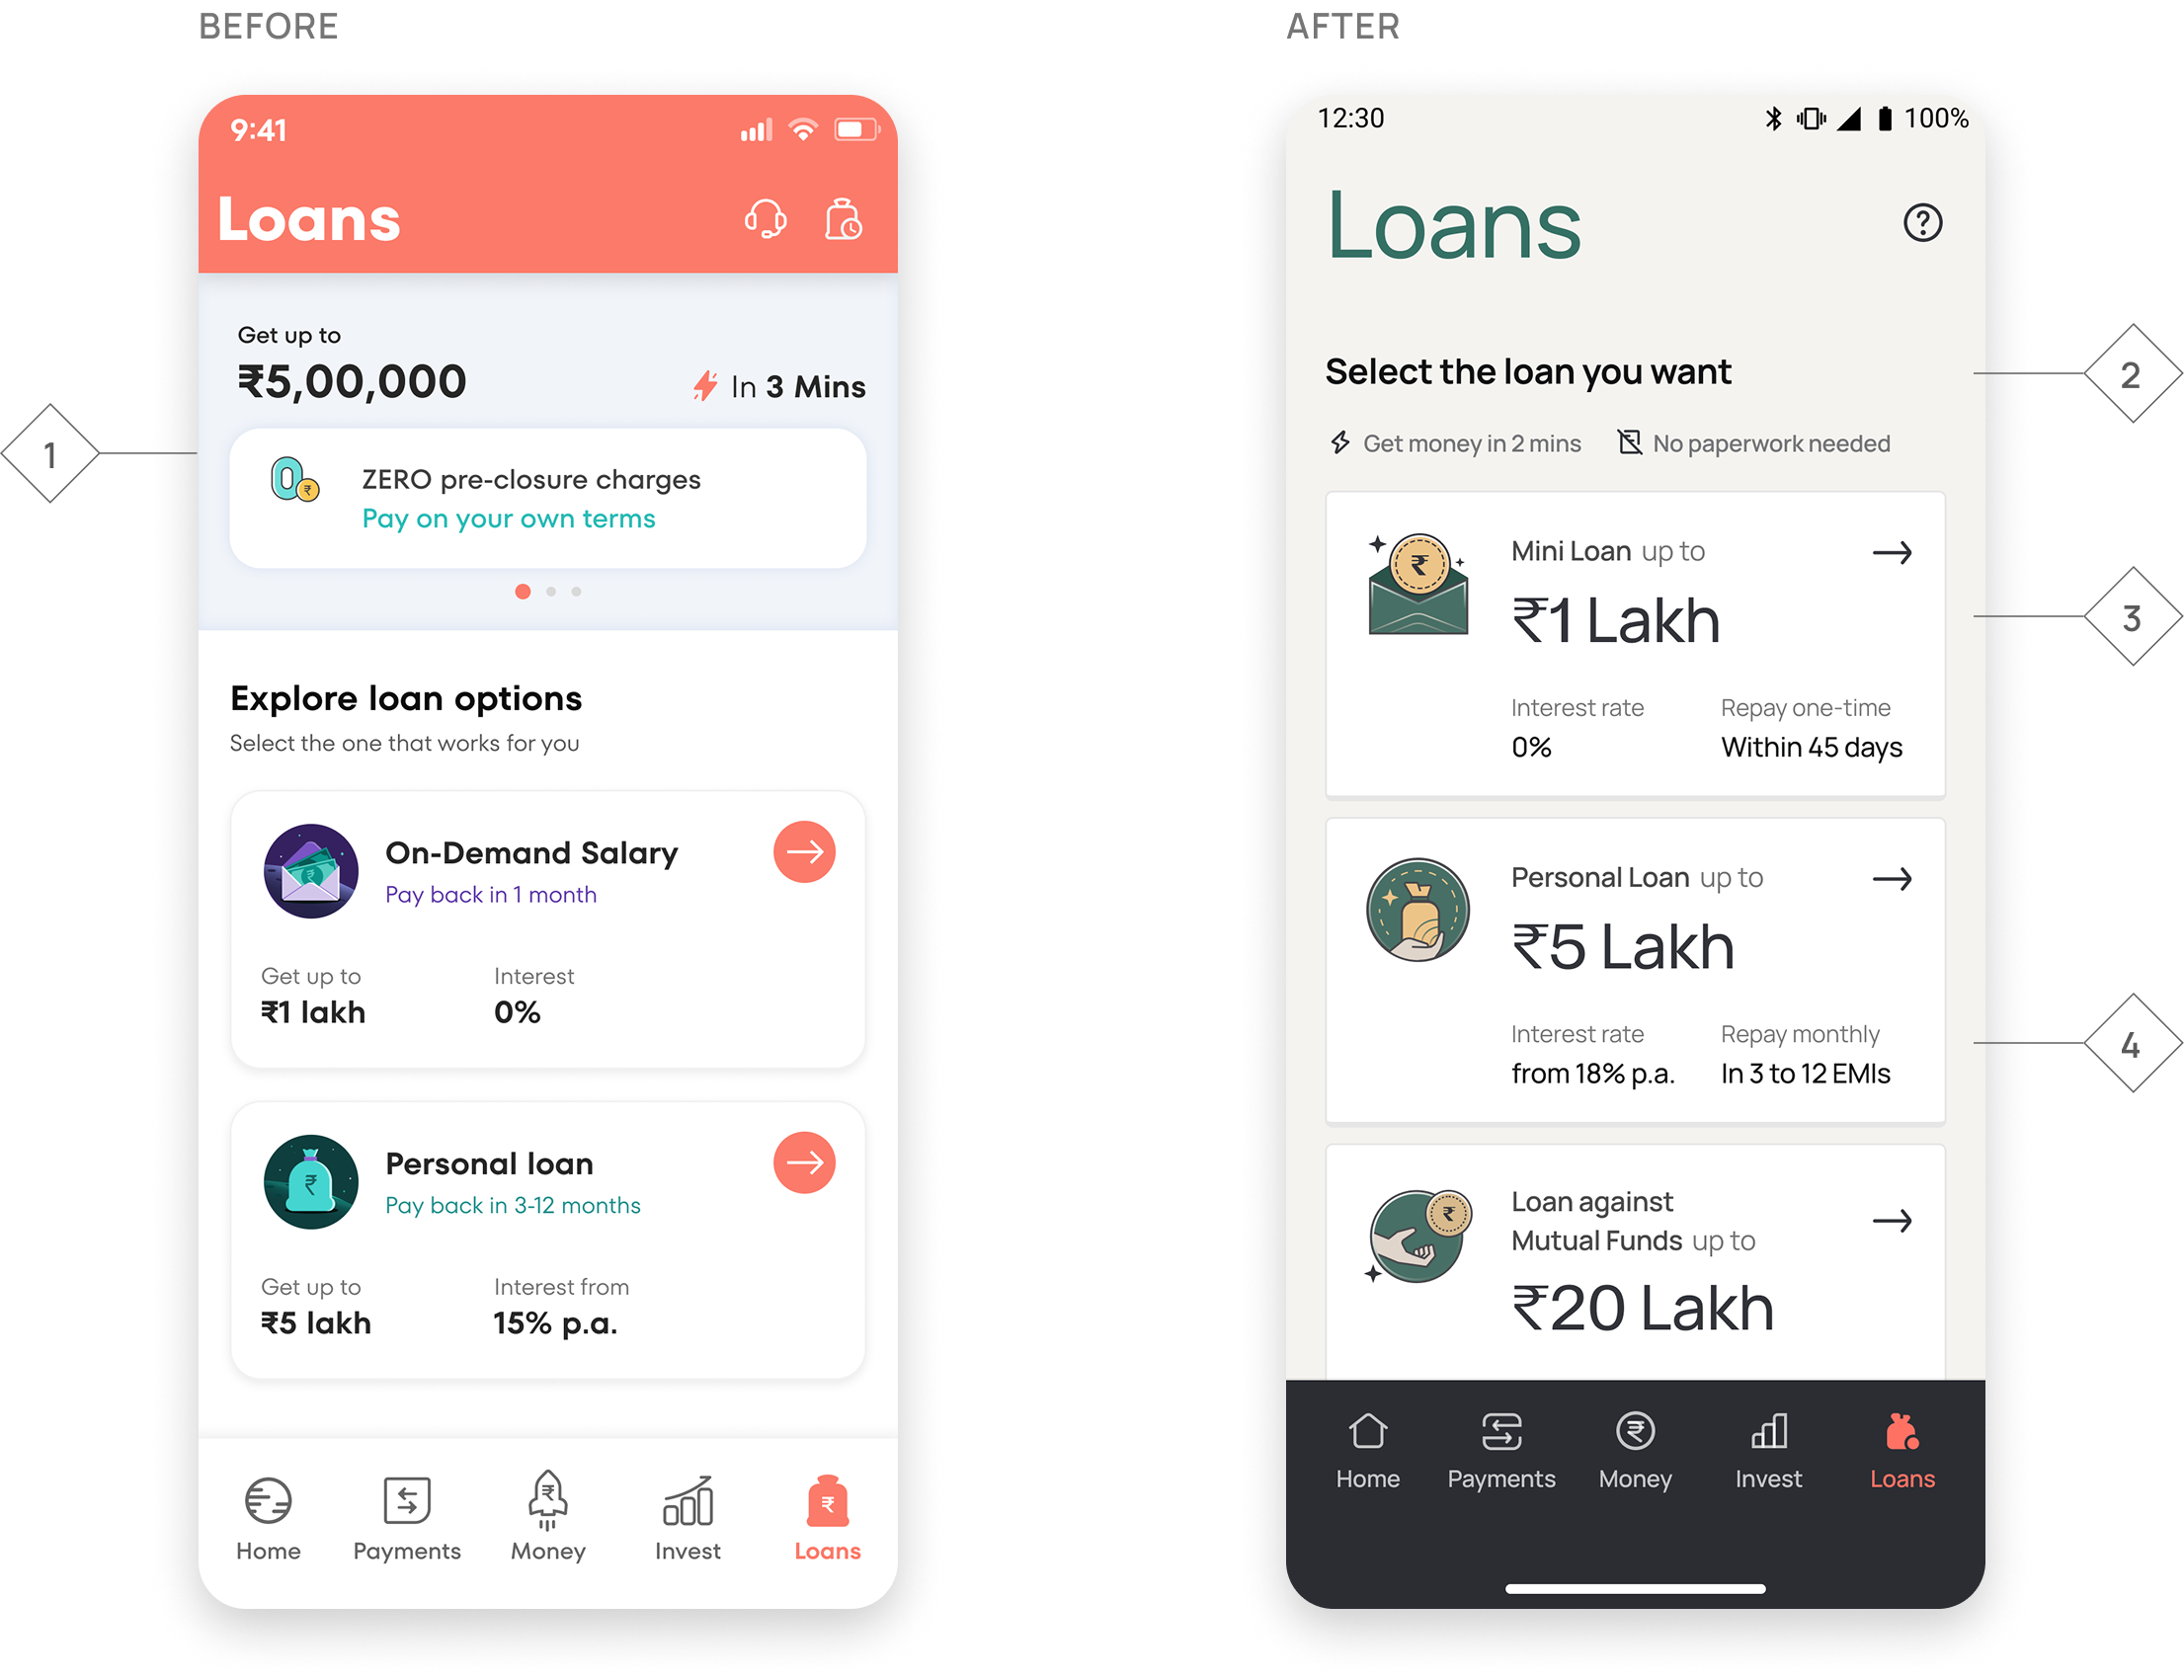 BEFORE
9:41
Loans
Get up to
₹5,00,000
In 3 Mins
1
ZERO pre-closure charges
Pay on your own terms
Explore loan options
Select the one that works for you
On-Demand Salary
Pay back in 1 month
Get up to
Interest
₹1 lakh
0%
Personal loan
Pay back in 3-12 months
Get up to
Interest from
₹5 lakh
15% p.a.
Home
Payments
Money
Invest
Loans
AFTER
12:30
100%
Loans
Select the loan you want
2
Get money in 2 mins
No paperwork needed
Mini Loan up to
₹1 Lakh
3
Interest rate
Repay one-time
0%
Within 45 days
Personal Loan up to
₹5 Lakh
Interest rate
Repay monthly
4
from 18% p.a.
In 3 to 12 EMIs
Loan against
Mutual Funds up to
₹20 Lakh
Home
Payments
Money
Invest
Loans